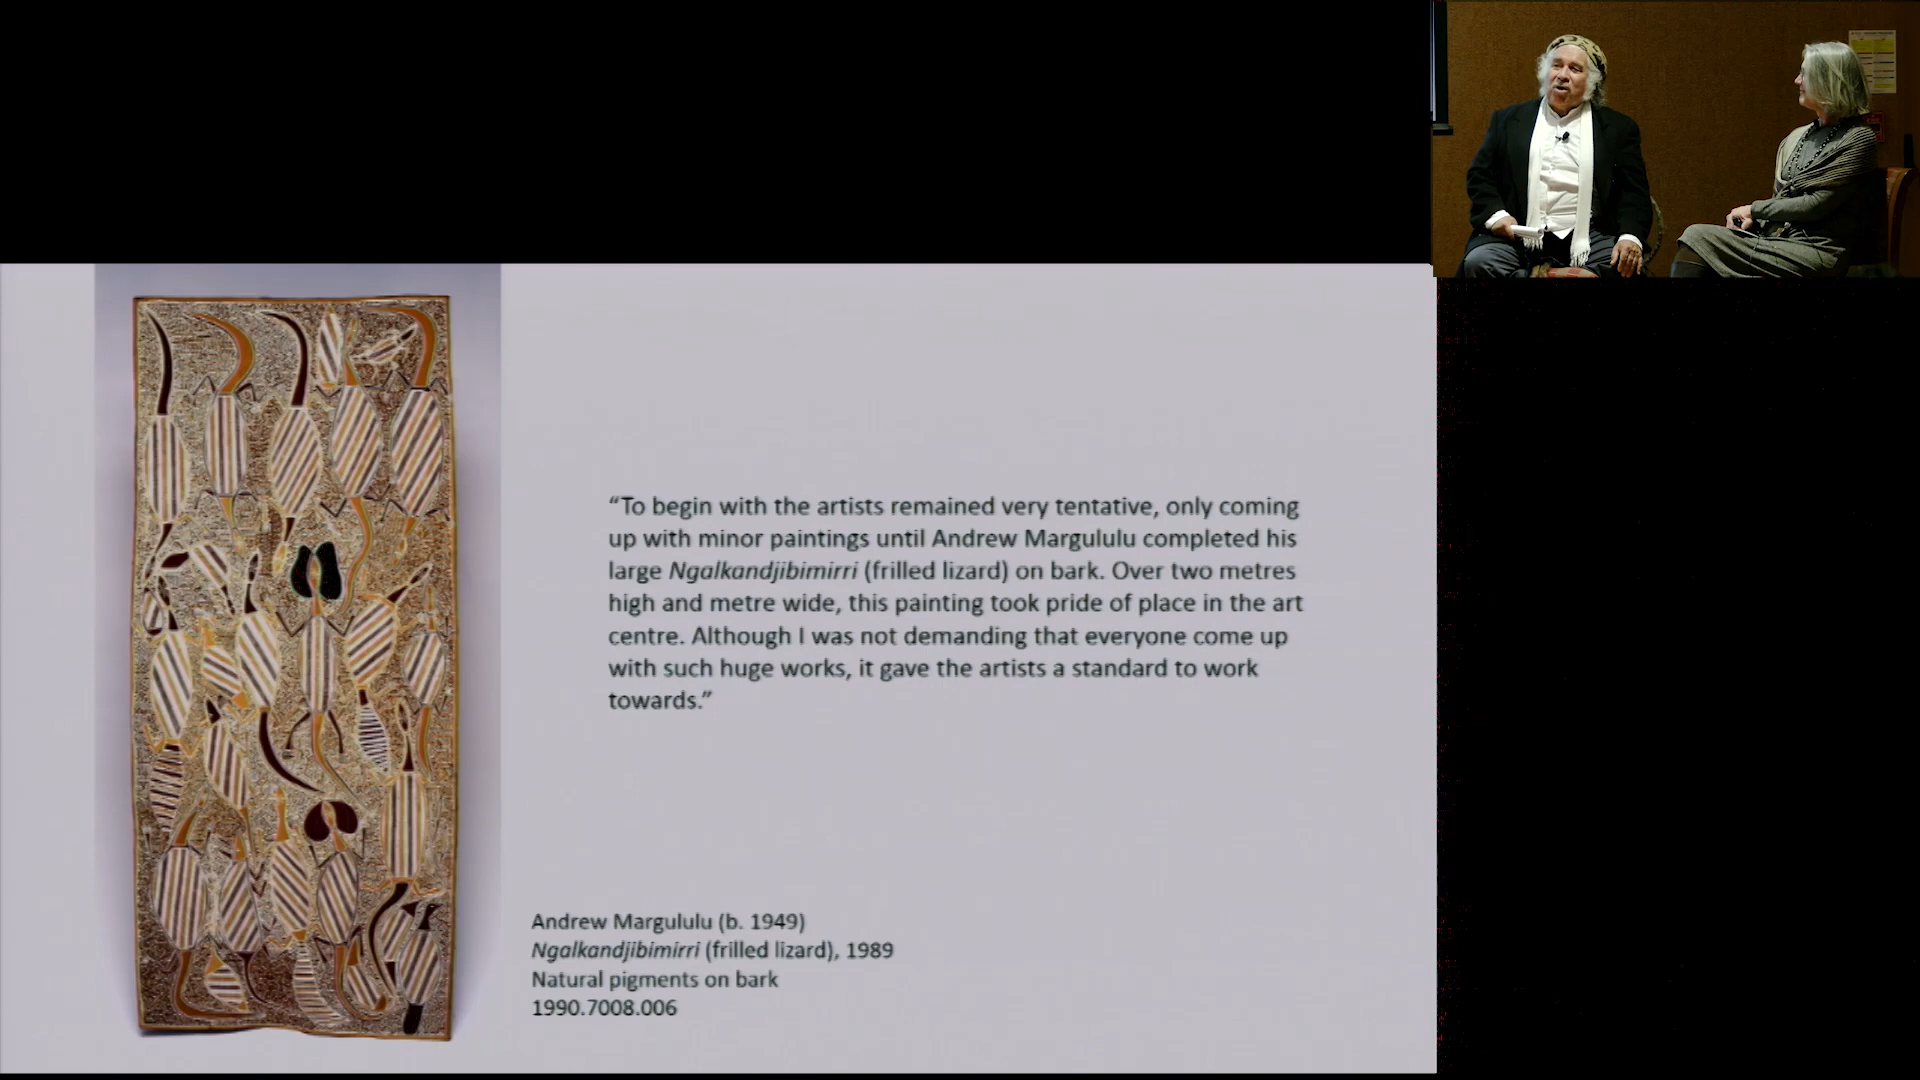 “To begin with the artists remained very tentative, only coming
up with minor paintings until Andrew Margululu completed his
large Ngalkandjibimirri (frilled lizard) on bark. Over two metres
high and metre wide, this painting took pride of place in the art
centre. Although I was not demanding that everyone come up
with such huge works, it gave the artists a standard to work
towards.”
Andrew Margululu (b. 1949)
Ngalkandjibimirri (frilled lizard), 1989
Natural pigments on bark
1990.7008.006